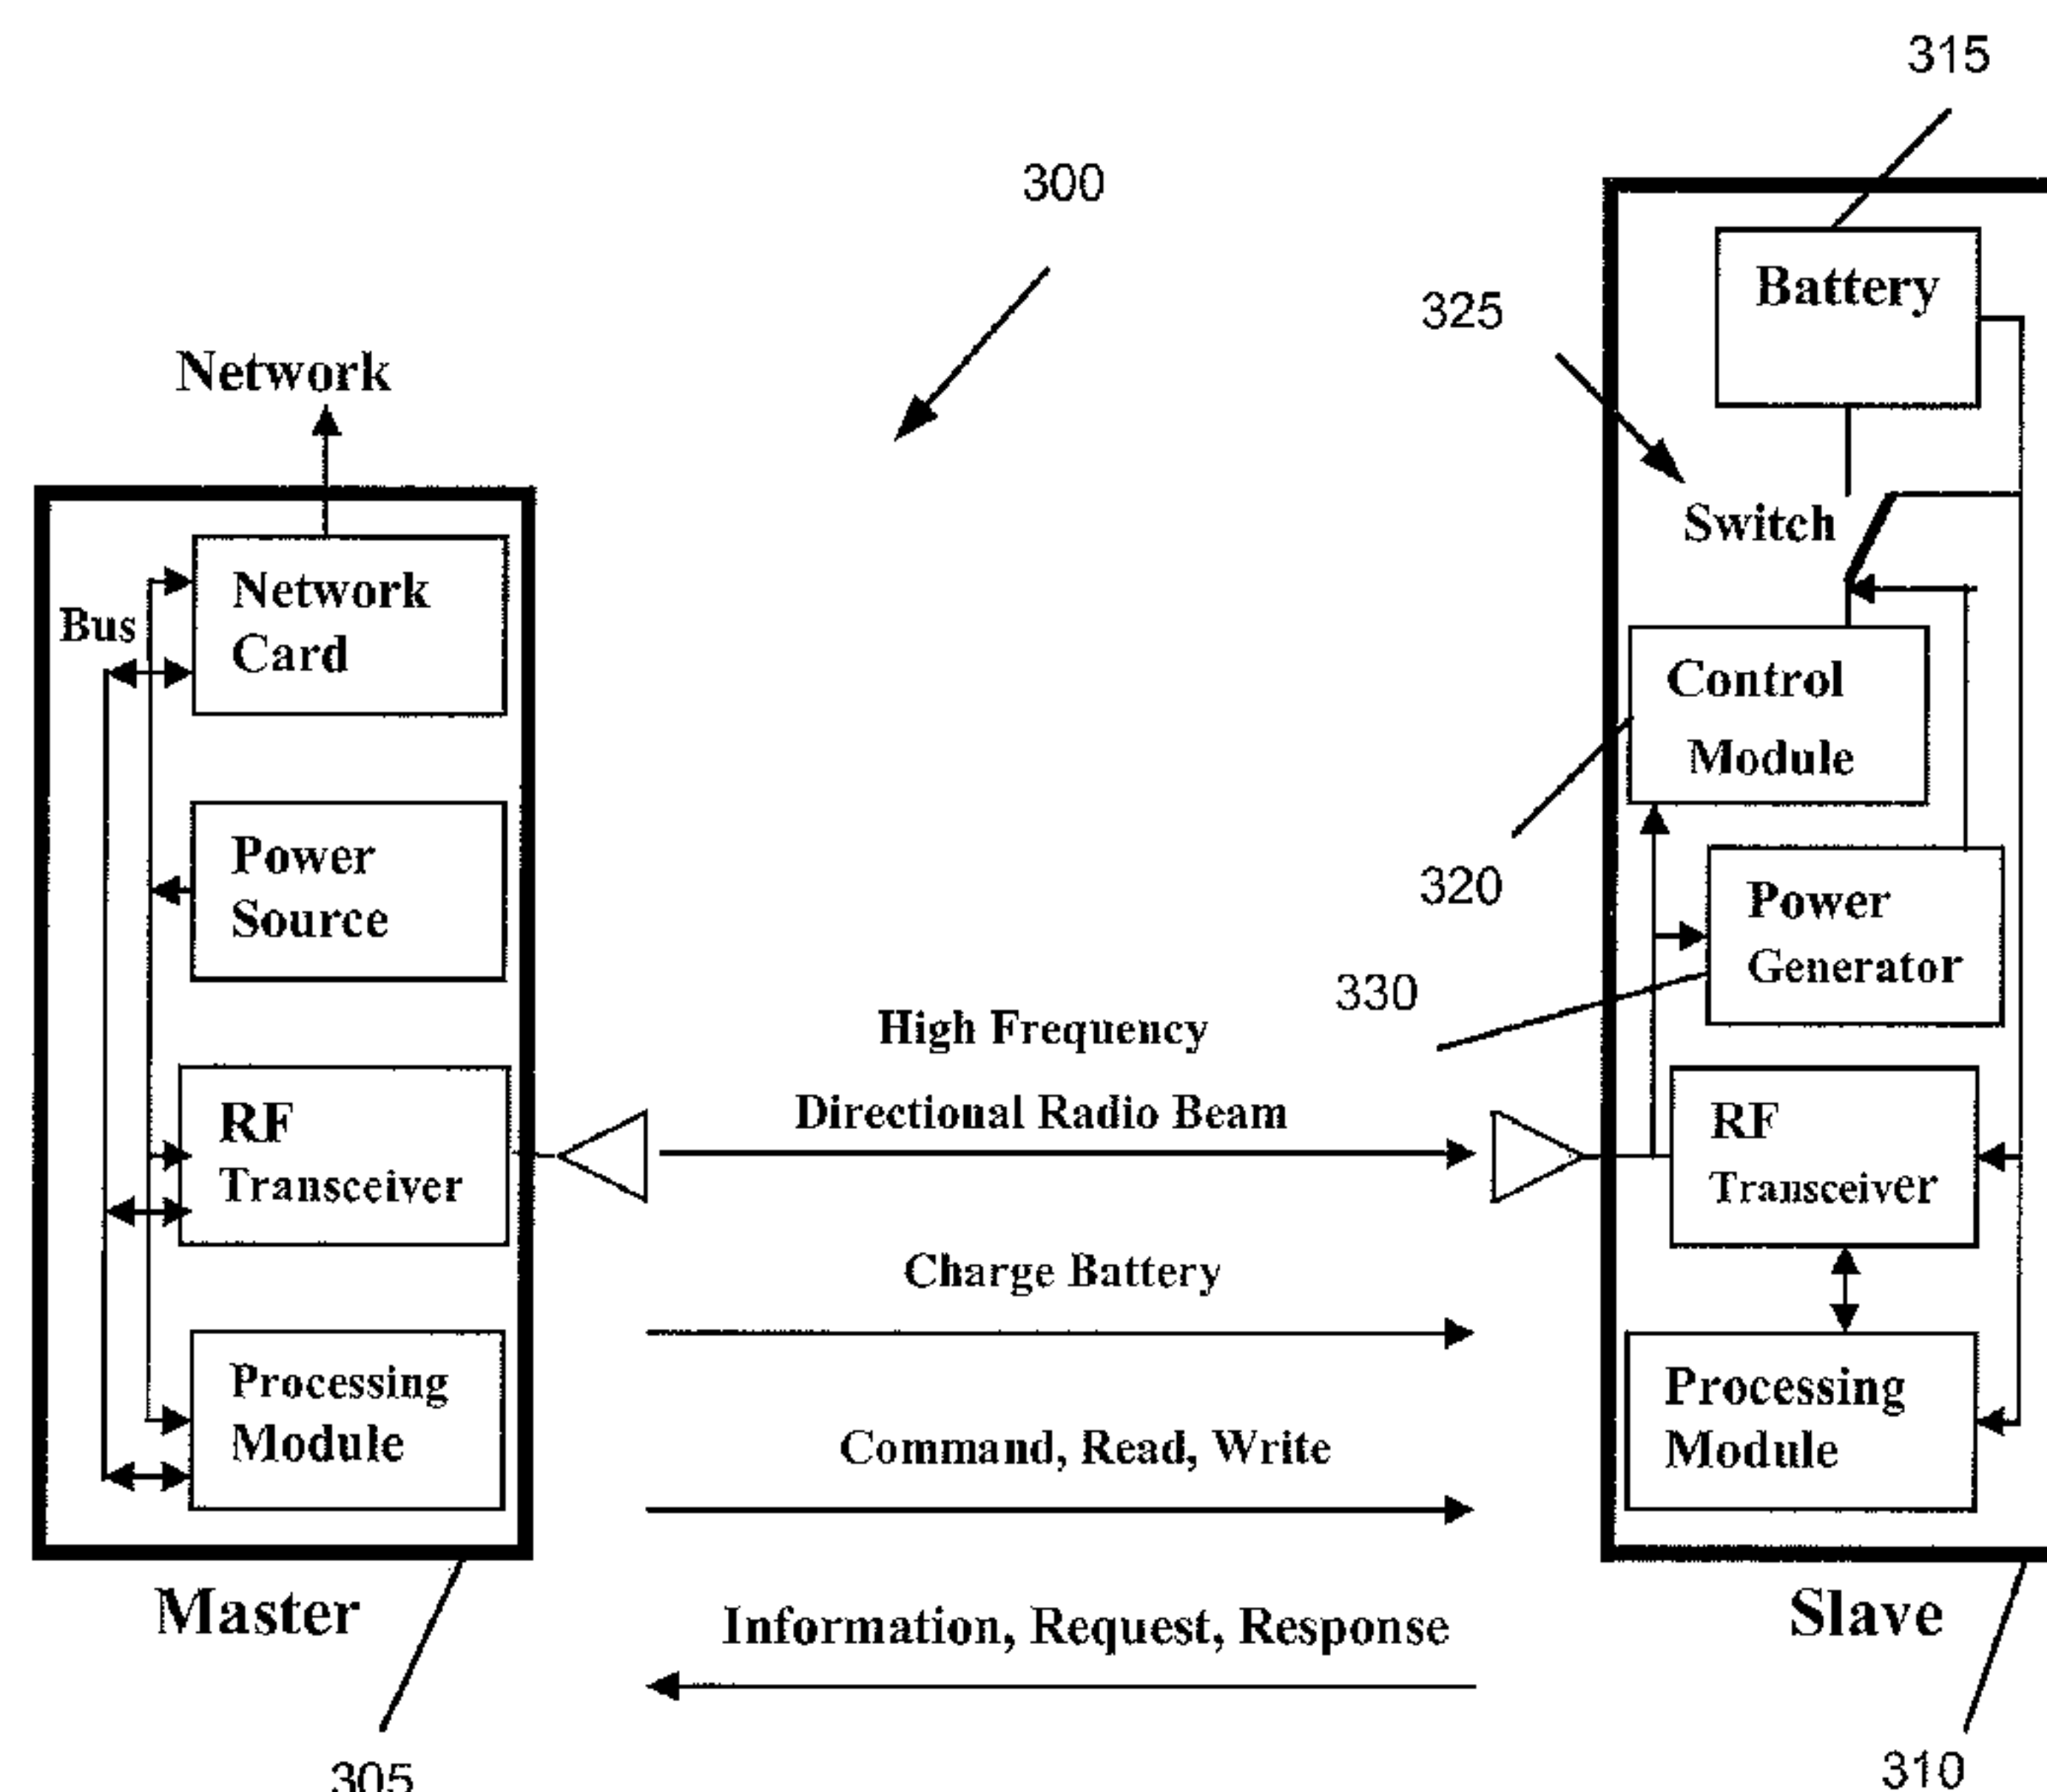 315
300
Battery
325
Network
Switch
Network
Card
Bus
Control
Module
Power
Source
320
Power
Generator
330
High Frequency
Directional Radio Beam
RF
Transceiver
RF
Transceiver
Charge Battery
Processing
Module
Command, Read, Write
Processing
Module
Master
Information, Request, Response
Slave
305
310